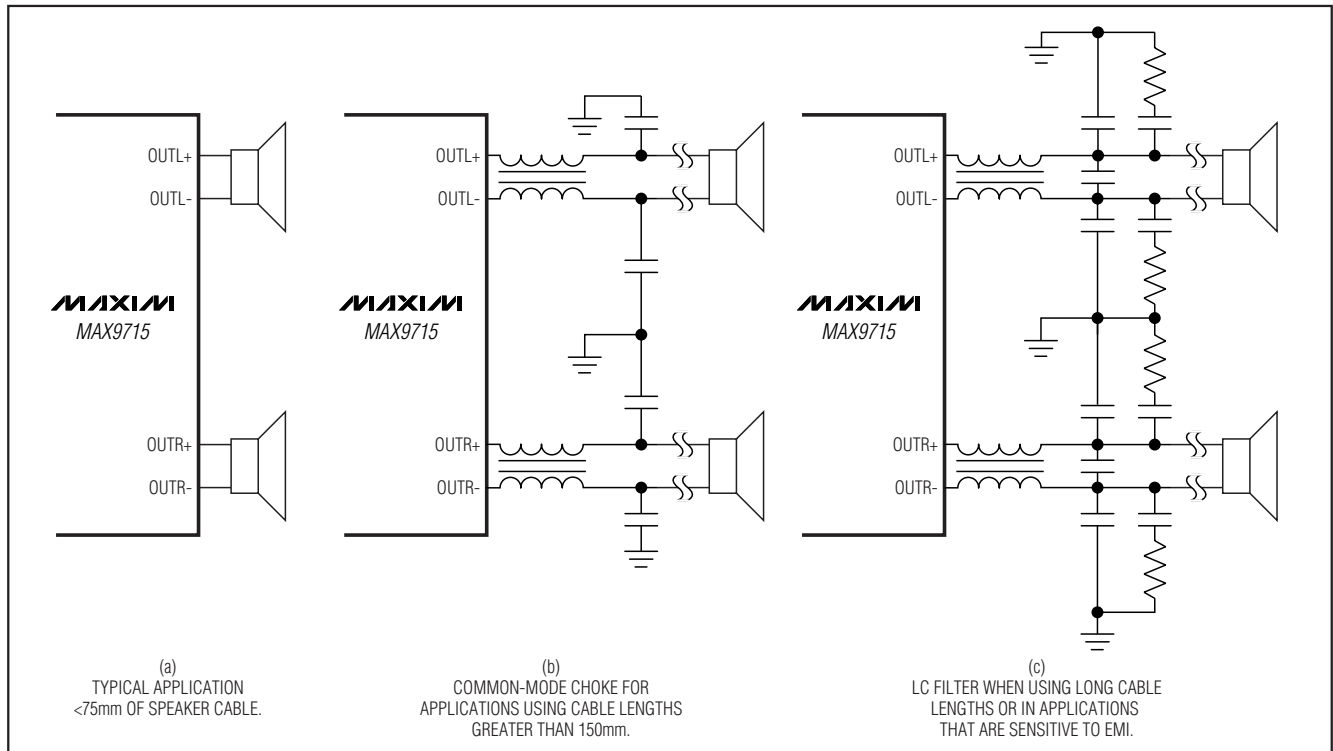 OUTL+
OUTL-
MAXIM
MAX9715
OUTR+
OUTR-
(a)
TYPICAL APPLICATION
<75mm OF SPEAKER CABLE.
OUTL+
OUTL-
MAXIM
MAX9715
OUTR+
OUTR-
(b)
COMMON-MODE CHOKE FOR
APPLICATIONS USING CABLE LENGTHS
GREATER THAN 150mm.
OUTL+
OUTL-
MAXIM
MAX9715
OUTR+
OUTR-
(c)
LC FILTER WHEN USING LONG CABLE
LENGTHS OR IN APPLICATIONS
THAT ARE SENSITIVE TO EMI.